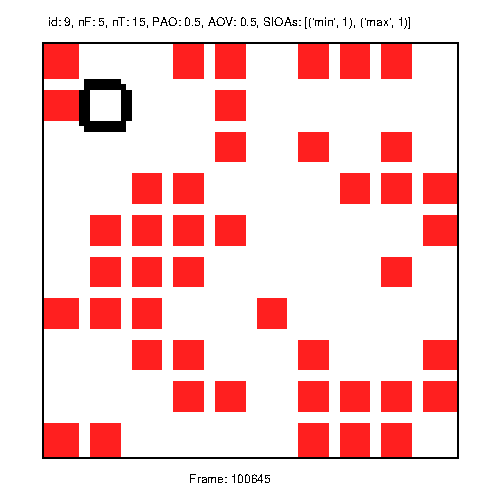 id: 9, nF: 5, nT: 15, PAO: 0.5, AOV: 0.5, SIOAs: [('min', 1), ('max', 1)]
Frame: 100645